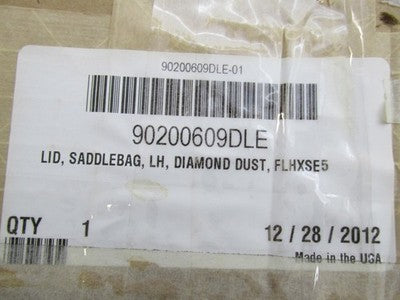 90200609DLE-01
90200609DLE
LID, SADDLEBAG, LH, DIAMOND DUST, FLHXSE5
QTY 1 12 / 28 / 2012
Made in the USA